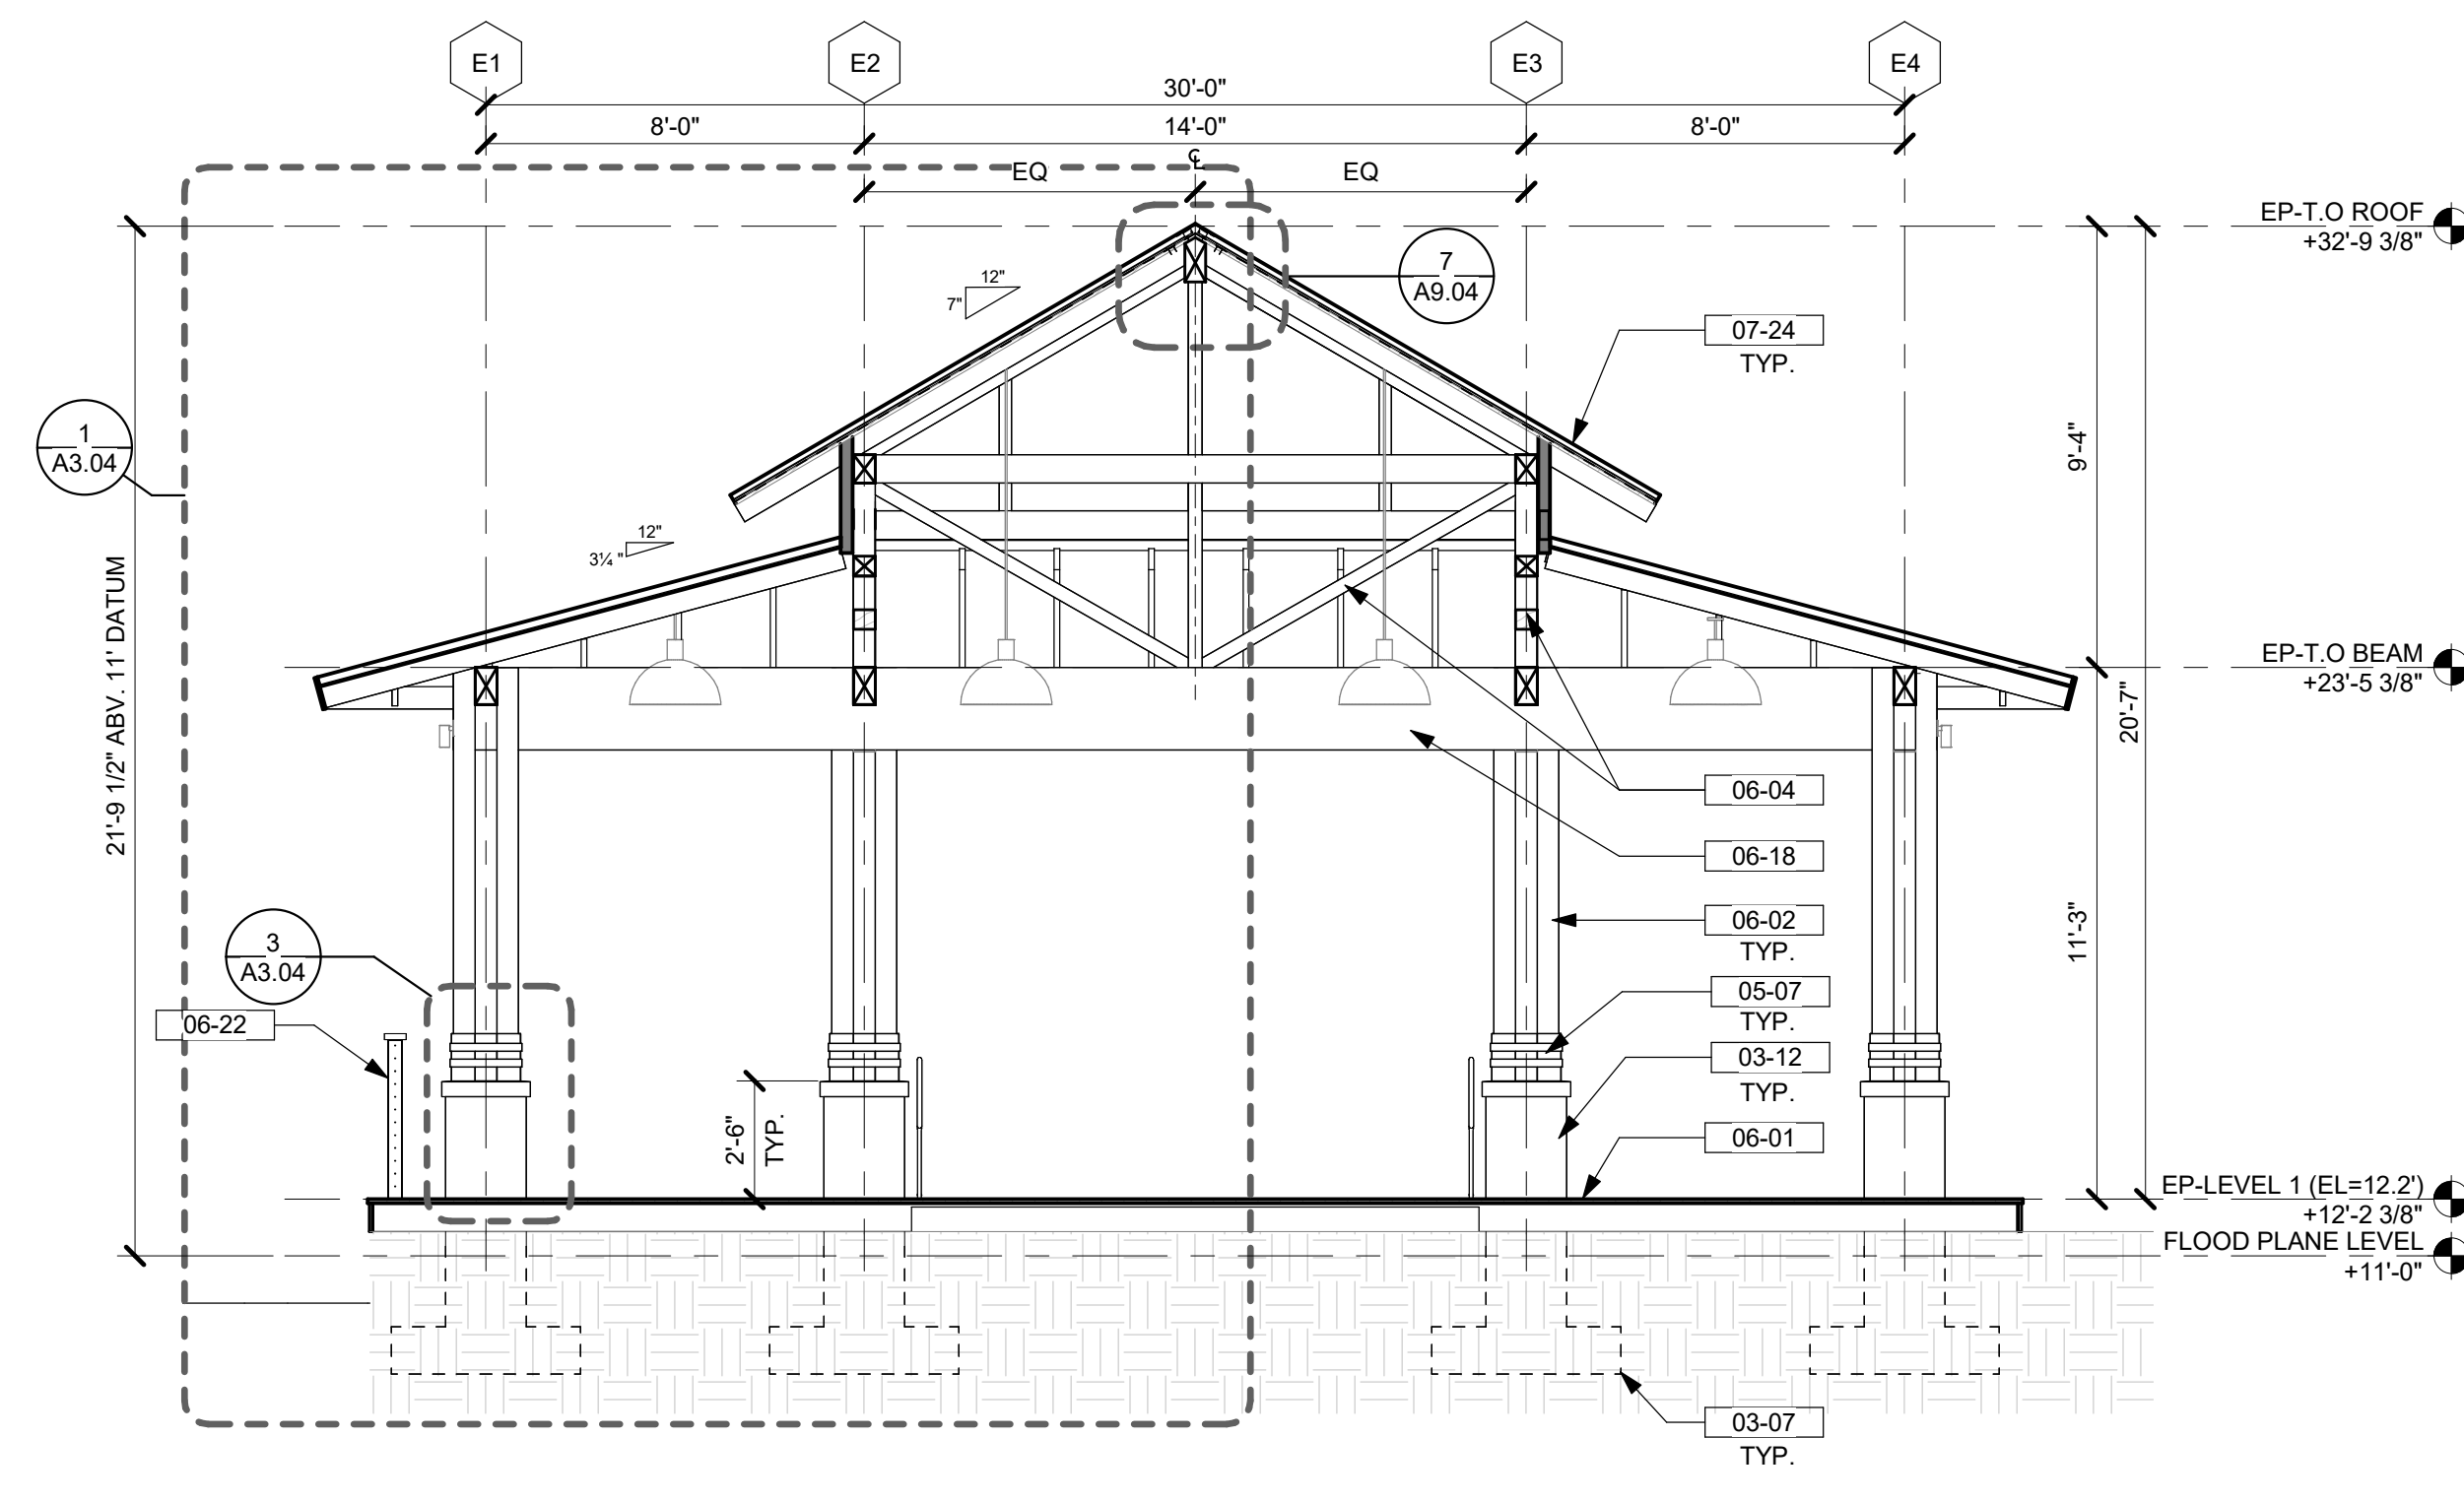 E1
E2
E3
E4
30'-0"
8'-0"
14'-0"
8'-0"
℄
EQ
EQ
EP-T.O ROOF
+32'-9 3/8"
7
A9.04
12"
7"
07-24
TYP.
1
A3.04
9'-4"
12"
3¼ "
21'-9 1/2" ABV. 11' DATUM
EP-T.O BEAM
+23'-5 3/8"
20'-7"
06-04
06-18
06-02
TYP.
11'-3"
3
A3.04
05-07
TYP.
06-22
03-12
TYP.
2'-6"
TYP.
06-01
EP-LEVEL 1 (EL=12.2')
+12'-2 3/8"
FLOOD PLANE LEVEL
+11'-0"
03-07
TYP.